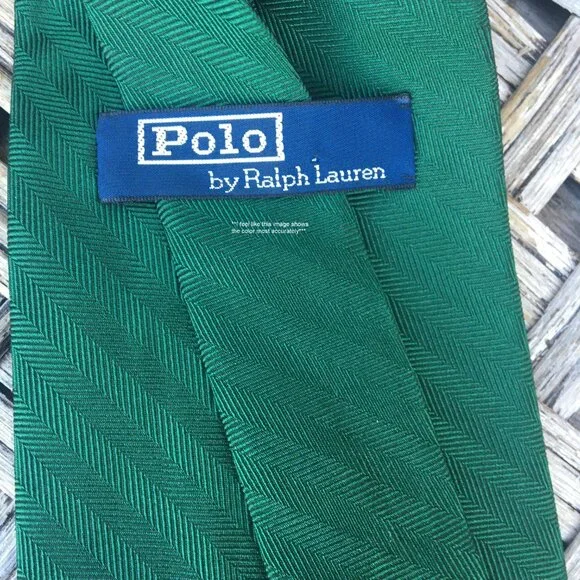 Polo
by Ralph Lauren
**I feel like this image shows
the color most accurately***